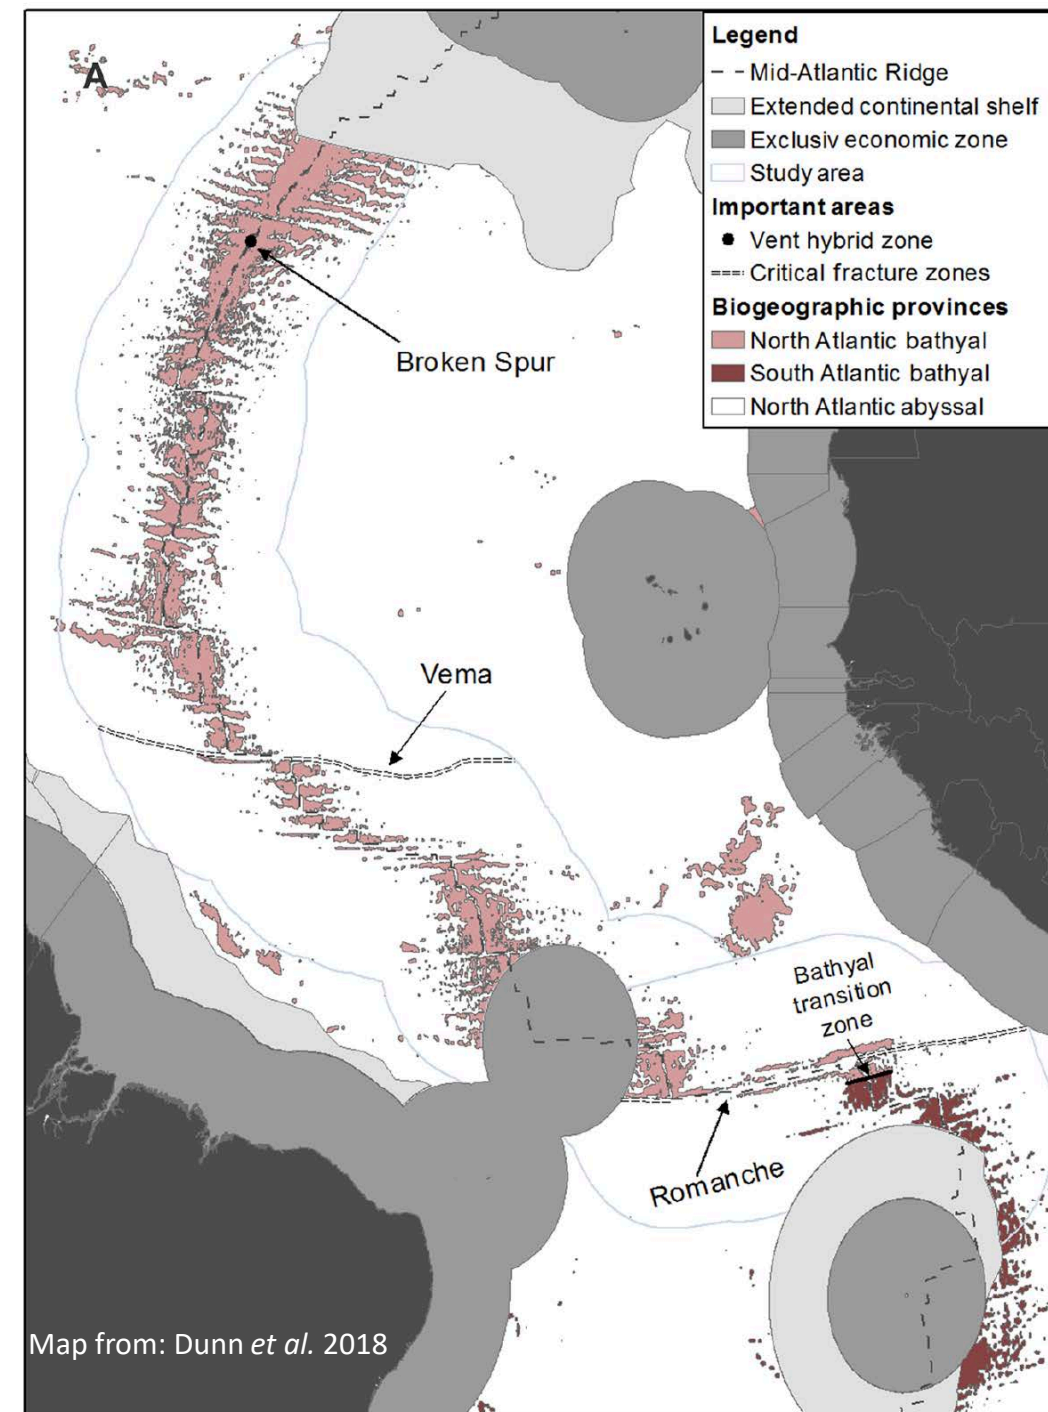 A
Legend
Mid-Atlantic Ridge
Extended continental shelf
Exclusiv economic zone
Study area
Important areas
Vent hybrid zone
Critical fracture zones
Biogeographic provinces
North Atlantic bathyal
South Atlantic bathyal
North Atlantic abyssal
Broken Spur
Vema
Bathyal
transition
zone
Romanche
Map from: Dunn et al. 2018